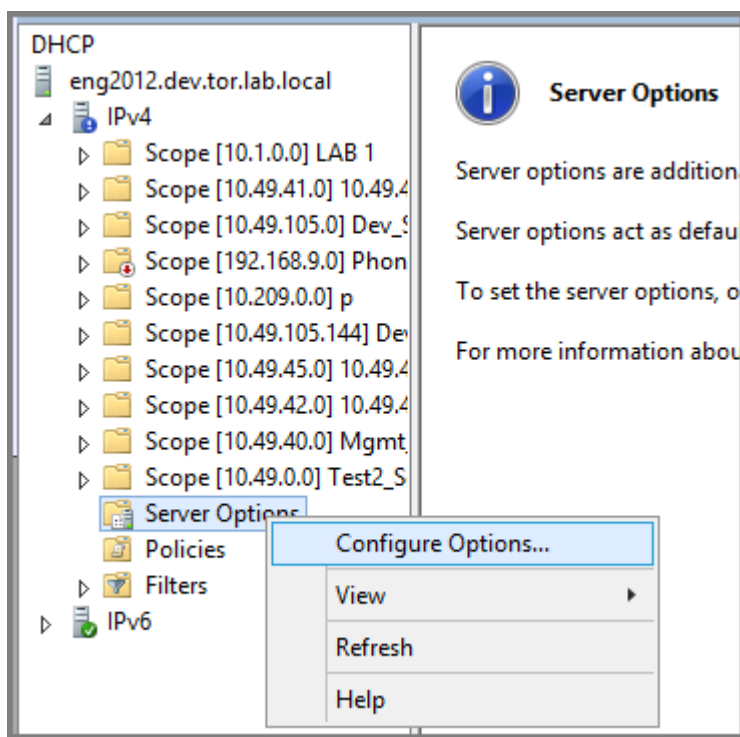 DHCP
eng2012.dev.tor.lab.local
IPv4
Scope [10.1.0.0] LAB 1
Scope [10.49.41.0] 10.49.4
Scope [10.49.105.0] Dev_S
Scope [192.168.9.0] Phon
Scope [10.209.0.0] p
Scope [10.49.105.144] Dev
Scope [10.49.45.0] 10.49.4
Scope [10.49.42.0] 10.49.4
Scope [10.49.40.0] Mgmt_
Scope [10.49.0.0] Test2_S
Server Options
Policies
Filters
IPv6
Configure Options...
View
Refresh
Help
Server Options
Server options are additiona
Server options act as defaul
To set the server options, o
For more information abou